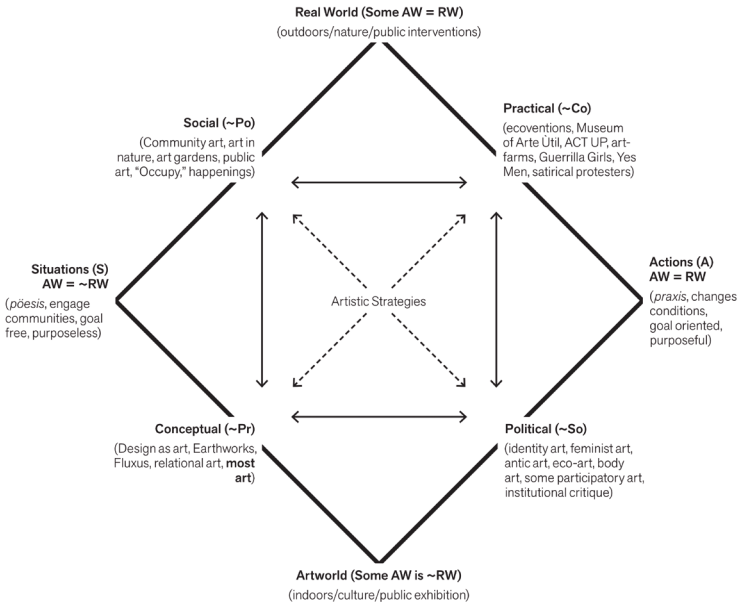 Real World (Some AW = RW)
(outdoors/nature/public interventions)
Social (~Po)
(Community art, art in
nature, art gardens, public
art, “Occupy,” happenings)
Practical (~Co)
(ecoventions, Museum
of Arte Ùtil, ACT UP, art-
farms, Guerrilla Girls, Yes
Men, satirical protesters)
Situations (S)
AW = ~RW
(pöesis, engage
communities, goal
free, purposeless)
Artistic Strategies
Actions (A)
AW = RW
(praxis, changes
conditions,
goal oriented,
purposeful)
Conceptual (~Pr)
(Design as art, Earthworks,
Fluxus, relational art, most
art)
Political (~So)
(identity art, feminist art,
antic art, eco-art, body
art, some participatory art,
institutional critique)
Artworld (Some AW is ~RW)
(indoors/culture/public exhibition)